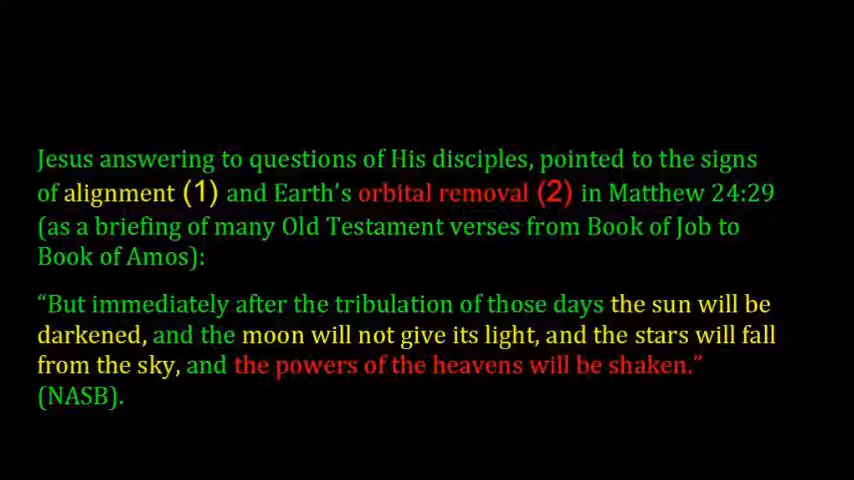 Jesus answering to questions of His disciples, pointed to the signs
of alignment (1) and Earth's orbital removal (2) in Matthew 24:29
(as a briefing of many Old Testament verses from Book of Job to
Book of Amos):
“But immediately after the tribulation of those days the sun will be
darkened, and the moon will not give its light, and the stars will fall
from the sky, and the powers of the heavens will be shaken.”
(NASB).